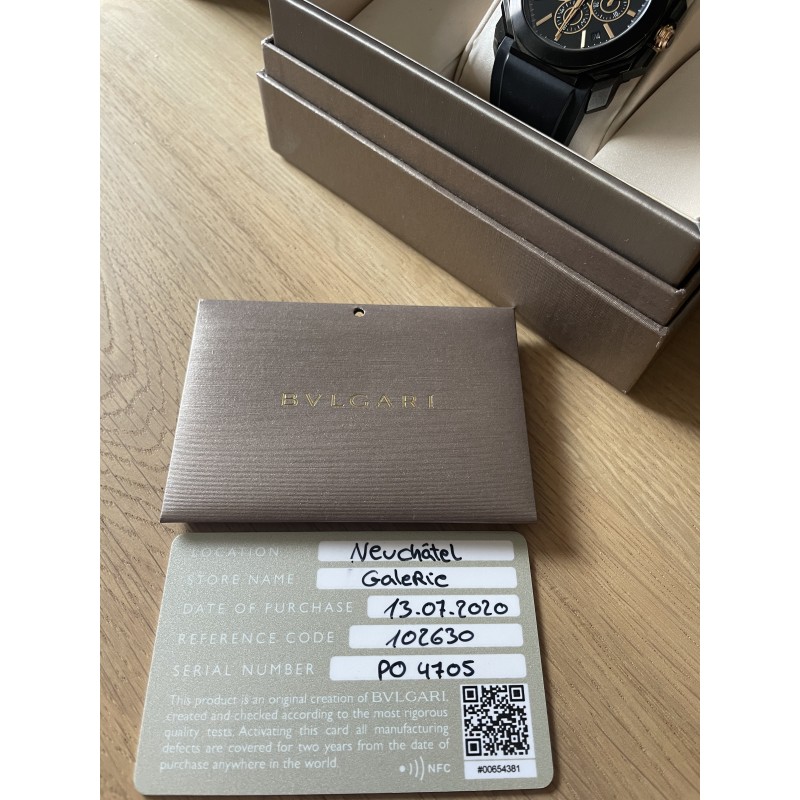 BVLGARI
LOCATION Neuchâtel
STORE NAME GaleRie
DATE OF PURCHASE 13.07.2020
REFERENCE CODE 102630
SERIAL NUMBER PO 4705
This product is an original creation of BVLGARI,
created and checked according to the most rigorous
quality tests. Activating this card all manufacturing
defects are covered for two years from the date of
purchase anywhere in the world.
NFC
#00654381